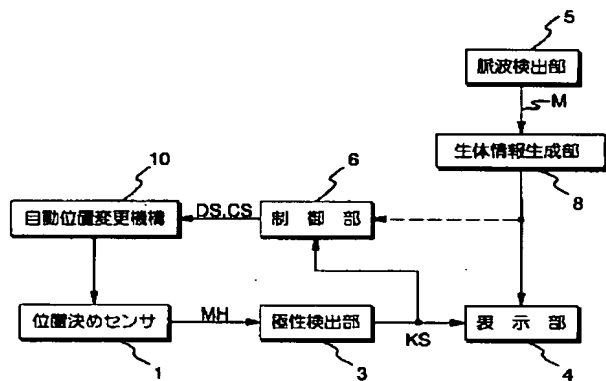 5
脈波検出部
M
10
6
生体情報生成部
8
自動位置変更機構
DS,CS
制 御 部
位置決めセンサ
MH
極性検出部
KS
表 示 部
1
3
4